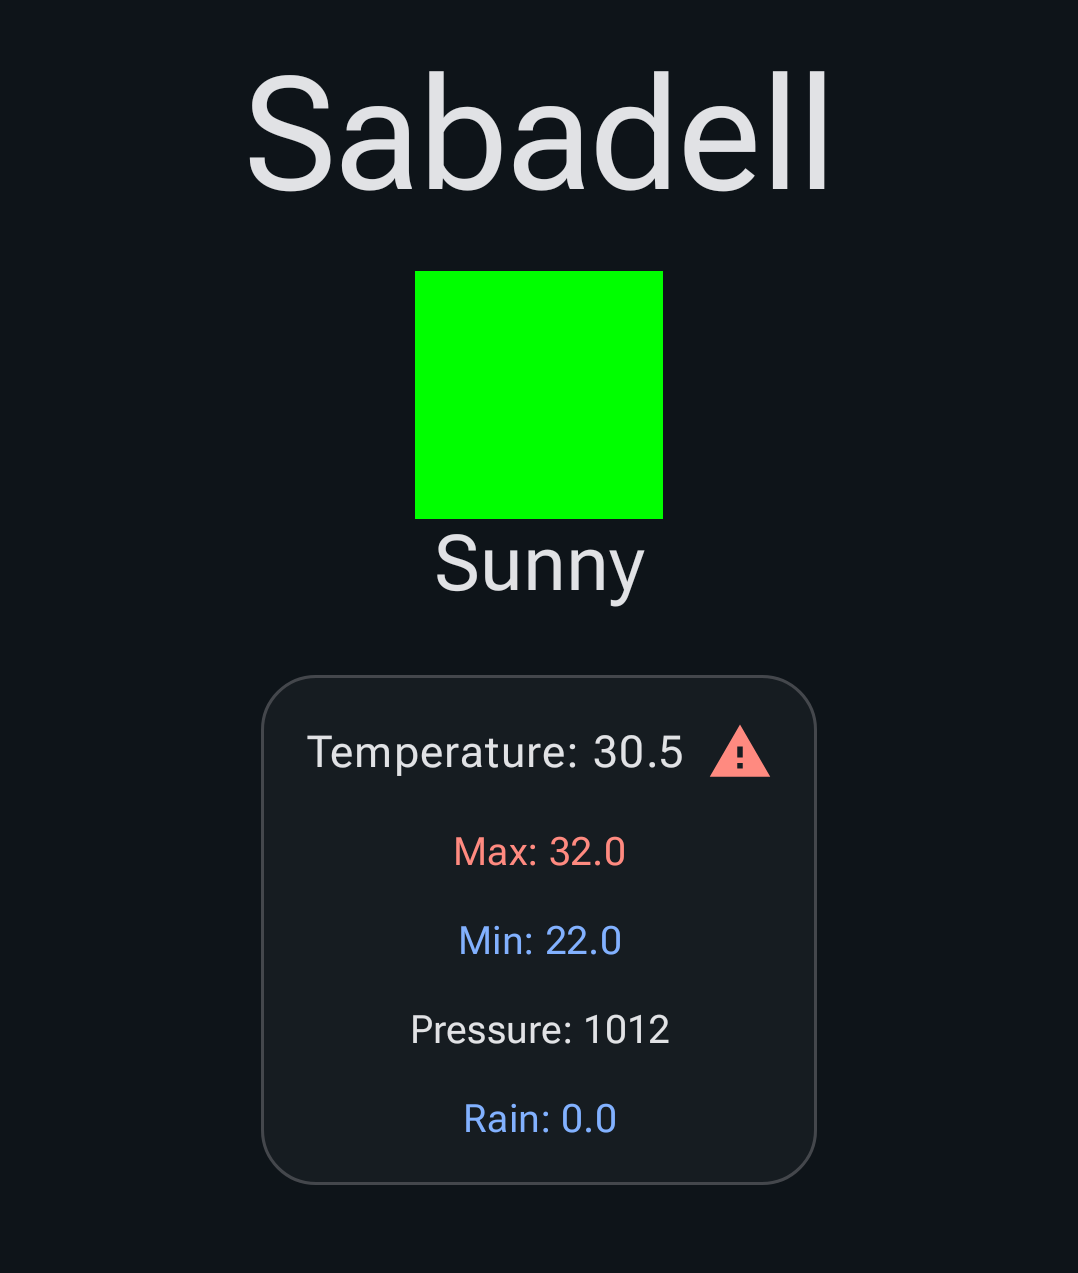 Sabadell
Sunny
Temperature: 30.5
Max: 32.0
Min: 22.0
Pressure: 1012
Rain: 0.0